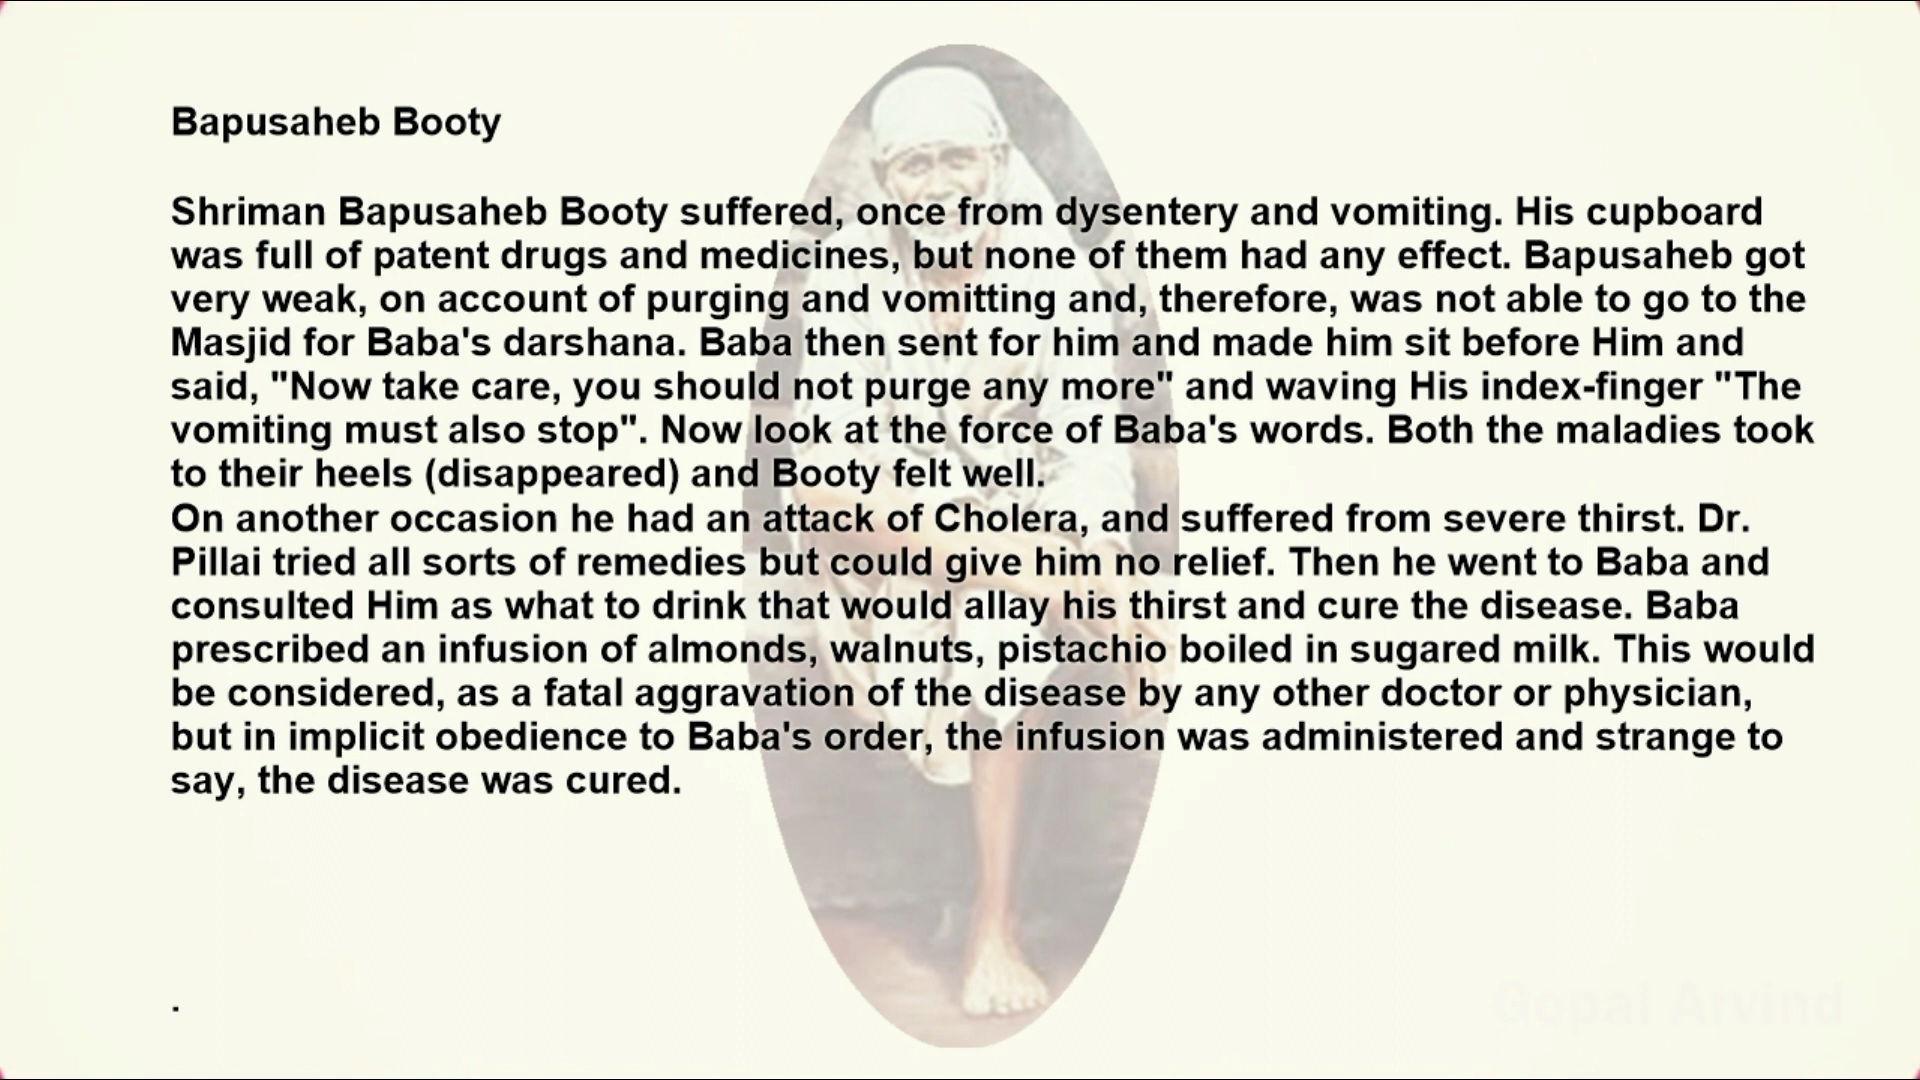 Bapusaheb Booty
Shriman Bapusaheb Booty suffered, once from dysentery and vomiting. His cupboard
was full of patent drugs and medicines, but none of them had any effect. Bapusaheb got
very weak, on account of purging and vomitting and, therefore, was not able to go to the
Masjid for Baba's darshana. Baba then sent for him and made him sit before Him and
said, "Now take care, you should not purge any more" and waving His index-finger "The
vomiting must also stop". Now look at the force of Baba's words. Both the maladies took
to their heels (disappeared) and Booty felt well.
On another occasion he had an attack of Cholera, and suffered from severe thirst. Dr.
Pillai tried all sorts of remedies but could give him no relief. Then he went to Baba and
consulted Him as what to drink that would allay his thirst and cure the disease. Baba
prescribed an infusion of almonds, walnuts, pistachio boiled in sugared milk. This would
be considered, as a fatal aggravation of the disease by any other doctor or physician,
but in implicit obedience to Baba's order, the infusion was administered and strange to
say, the disease was cured.
.
Gopal Arvind